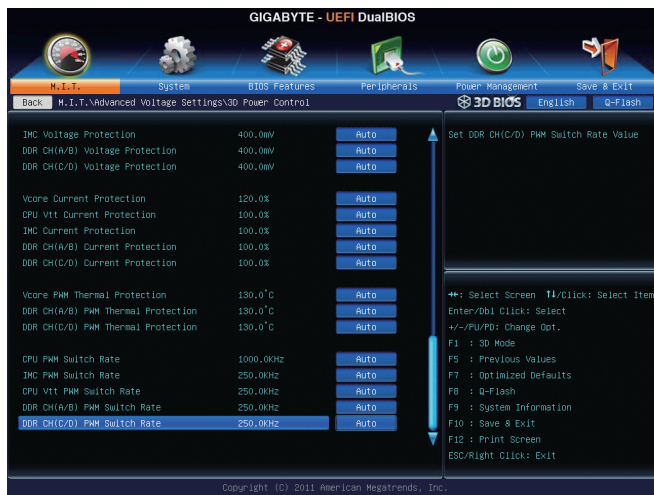 GIGABYTE - UEFI DualBIOS
M.I.T. System BIOS Features Peripherals Power Management Save & Exit
Back M.I.T.\Advanced Voltage Settings\3D Power Control 3D BIOS English Q-Flash
IMC Voltage Protection 400.0mV Auto
DDR CH(A/B) Voltage Protection 400.0mV Auto
DDR CH(C/D) Voltage Protection 400.0mV Auto
Vcore Current Protection 120.0% Auto
CPU Vtt Current Protection 100.0% Auto
IMC Current Protection 100.0% Auto
DDR CH(A/B) Current Protection 100.0% Auto
DDR CH(C/D) Current Protection 100.0% Auto
Vcore PWM Thermal Protection 130.0°C Auto
DDR CH(A/B) PWM Thermal Protection 130.0°C Auto
DDR CH(C/D) PWM Thermal Protection 130.0°C Auto
CPU PWM Switch Rate 1000.0KHz Auto
IMC PWM Switch Rate 250.0KHz Auto
CPU Vtt PWM Switch Rate 250.0KHz Auto
DDR CH(A/B) PWM Switch Rate 250.0KHz Auto
DDR CH(C/D) PWM Switch Rate 250.0KHz Auto
Set DDR CH(C/D) PWM Switch Rate Value
→←: Select Screen ↑↓/Click: Select Item
Enter/Dbl Click: Select
+/-/PU/PD: Change Opt.
F1 : 3D Mode
F5 : Previous Values
F7 : Optimized Defaults
F8 : Q-Flash
F9 : System Information
F10 : Save & Exit
F12 : Print Screen
ESC/Right Click: Exit
Copyright (C) 2011 American Megatrends, Inc.